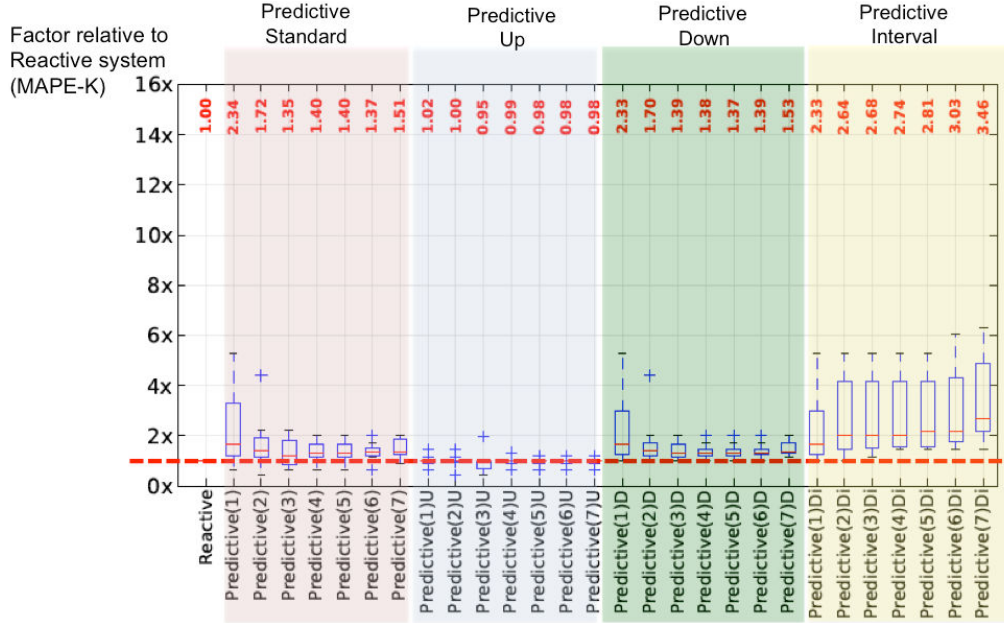 Predictive Standard
Predictive Up
Predictive Down
Predictive Interval
Factor relative to
Reactive system
(MAPE-K)
16x
14x
12x
10x
8x
6x
4x
2x
0x
1.00
2.34
1.72
1.35
1.40
1.40
1.37
1.51
1.02
1.00
0.95
0.99
0.98
0.98
0.98
2.33
1.70
1.39
1.38
1.37
1.39
1.53
2.33
2.64
2.68
2.74
2.81
3.03
3.46
Reactive
Predictive(1)
Predictive(2)
Predictive(3)
Predictive(4)
Predictive(5)
Predictive(6)
Predictive(7)
Predictive(1)U
Predictive(2)U
Predictive(3)U
Predictive(4)U
Predictive(5)U
Predictive(6)U
Predictive(7)U
Predictive(1)D
Predictive(2)D
Predictive(3)D
Predictive(4)D
Predictive(5)D
Predictive(6)D
Predictive(7)D
Predictive(1)Di
Predictive(2)Di
Predictive(3)Di
Predictive(4)Di
Predictive(5)Di
Predictive(6)Di
Predictive(7)Di